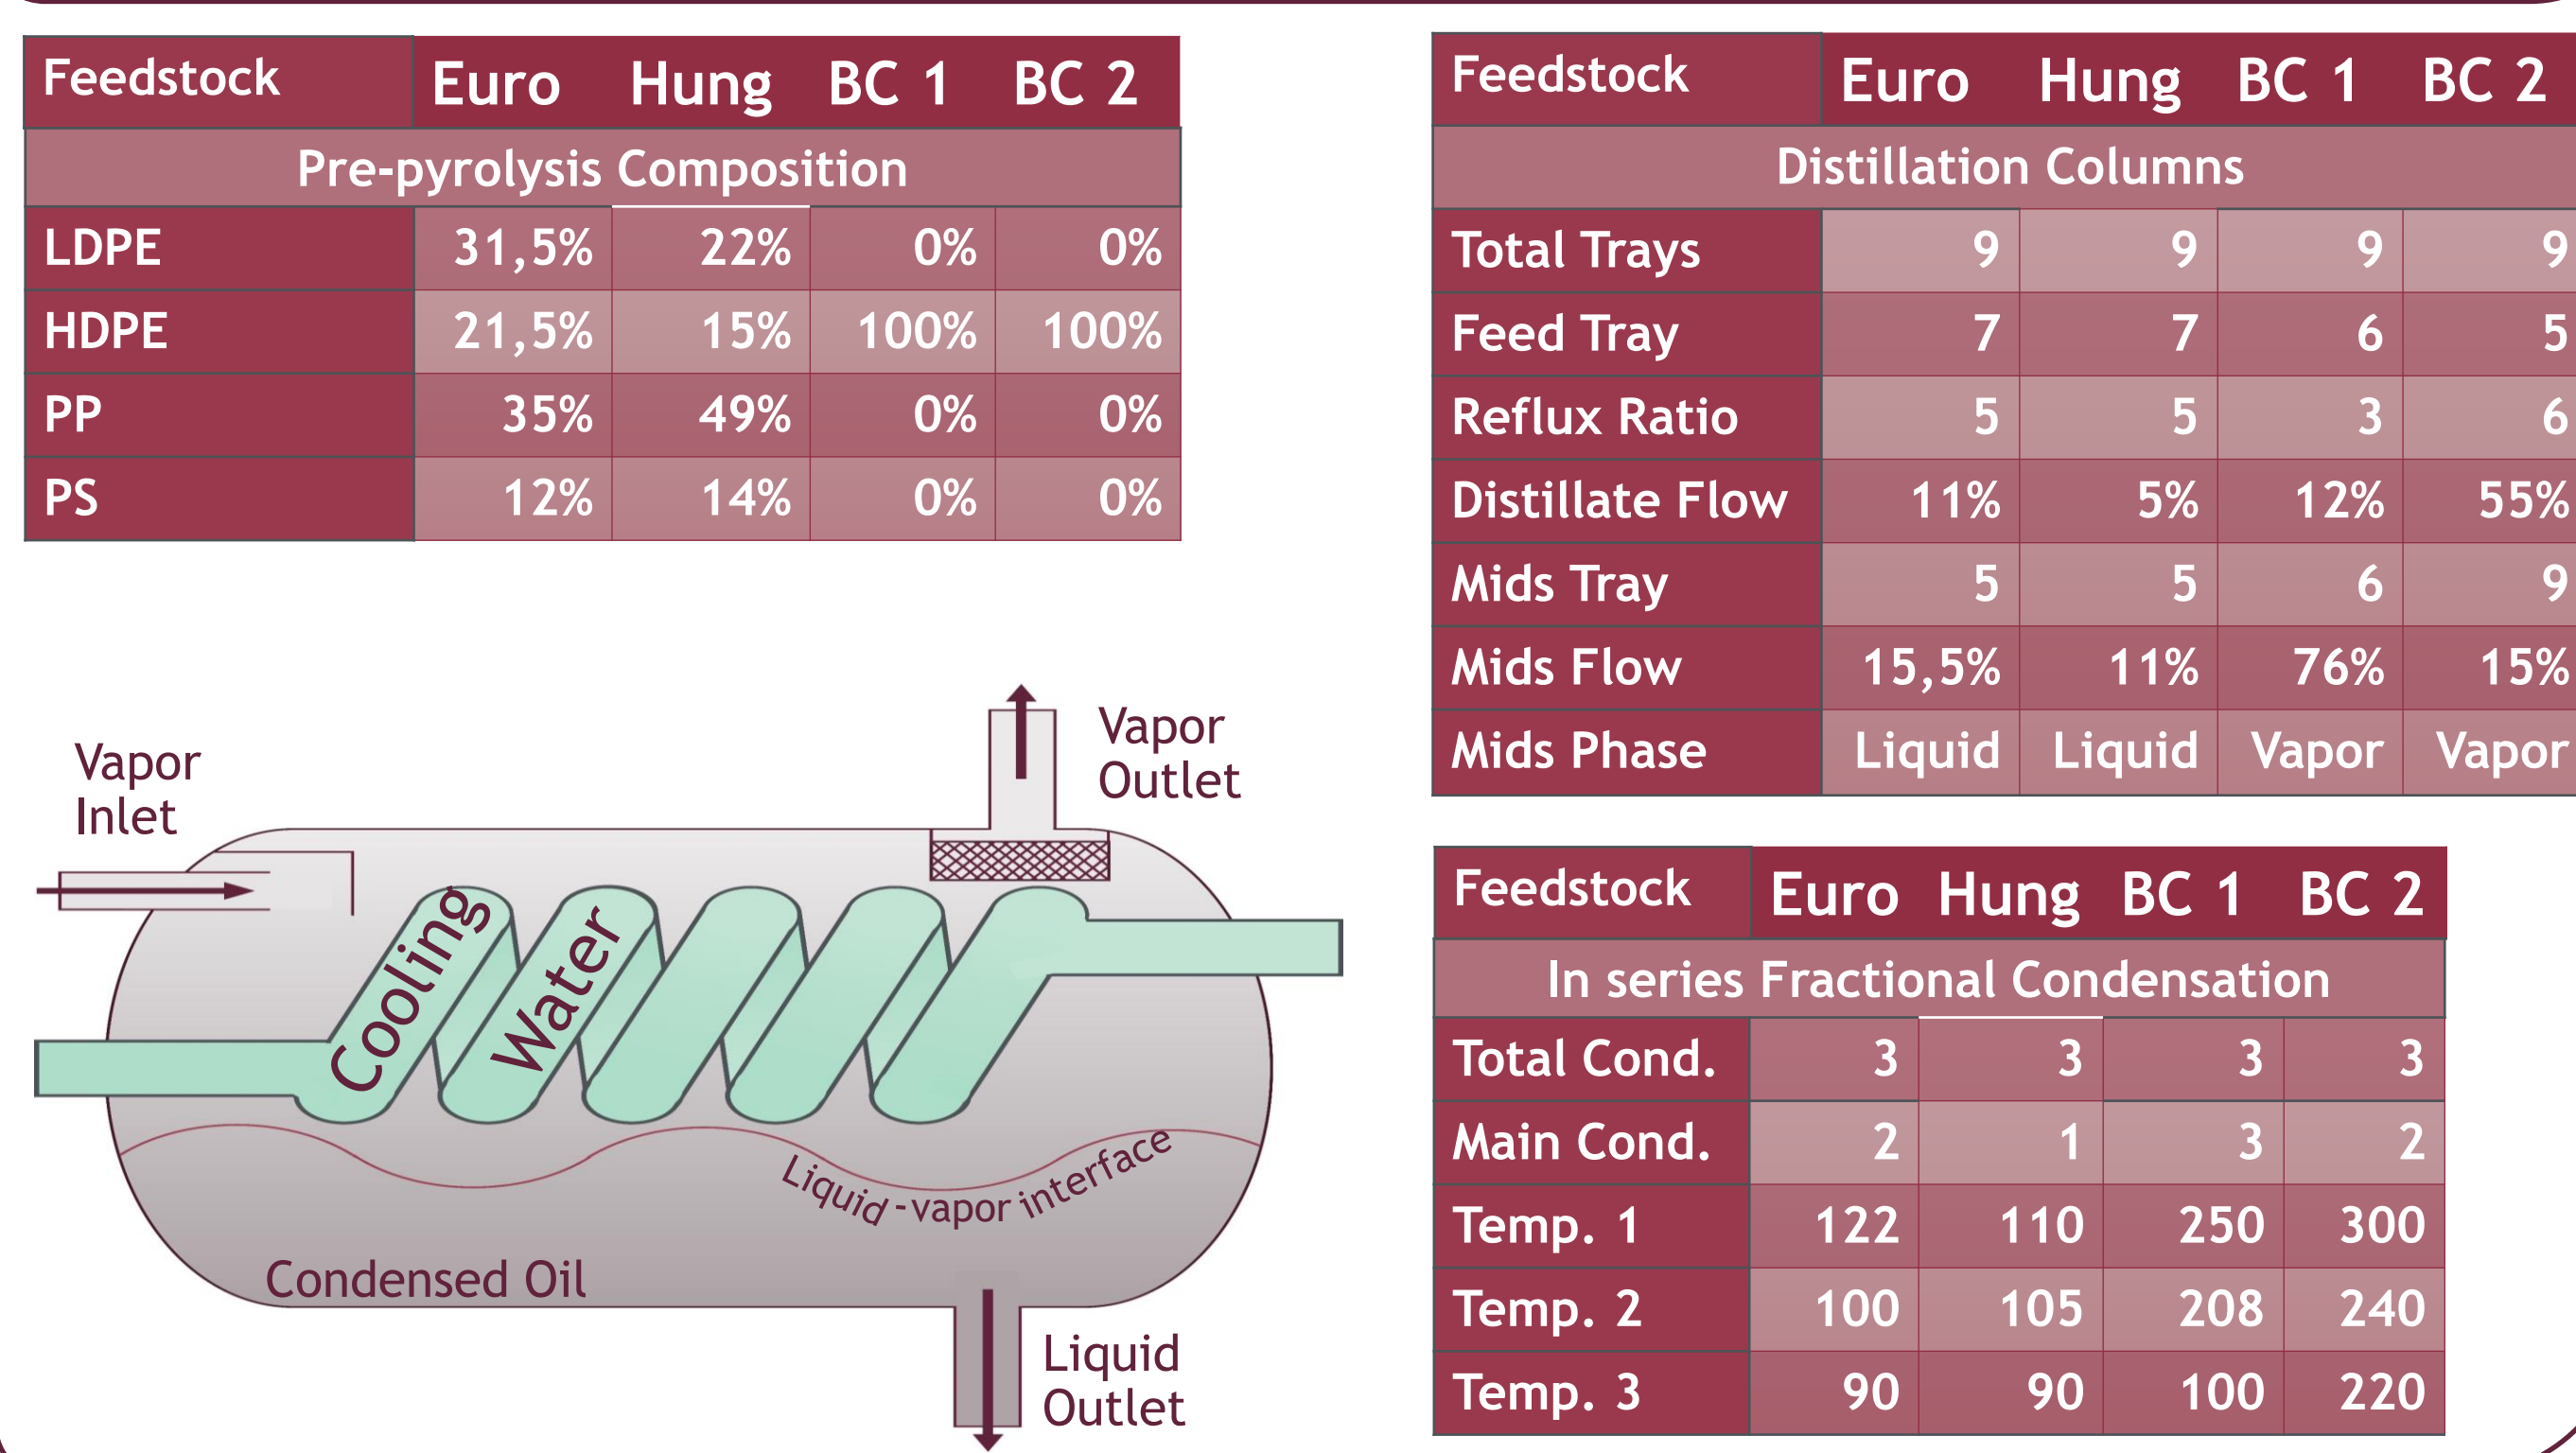 Feedstock Euro Hung BC 1 BC 2
Pre-pyrolysis Composition
LDPE 31,5% 22% 0% 0%
HDPE 21,5% 15% 100% 100%
PP 35% 49% 0% 0%
PS 12% 14% 0% 0%
Vapor
Inlet
Vapor
Outlet
Cooling
Water
Liquid-vapor interface
Condensed Oil
Liquid
Outlet
Feedstock Euro Hung BC 1 BC 2
Distillation Columns
Total Trays 9 9 9 9
Feed Tray 7 7 6 5
Reflux Ratio 5 5 3 6
Distillate Flow 11% 5% 12% 55%
Mids Tray 5 5 6 9
Mids Flow 15,5% 11% 76% 15%
Mids Phase Liquid Liquid Vapor Vapor
Feedstock Euro Hung BC 1 BC 2
In series Fractional Condensation
Total Cond. 3 3 3 3
Main Cond. 2 1 3 2
Temp. 1 122 110 250 300
Temp. 2 100 105 208 240
Temp. 3 90 90 100 220